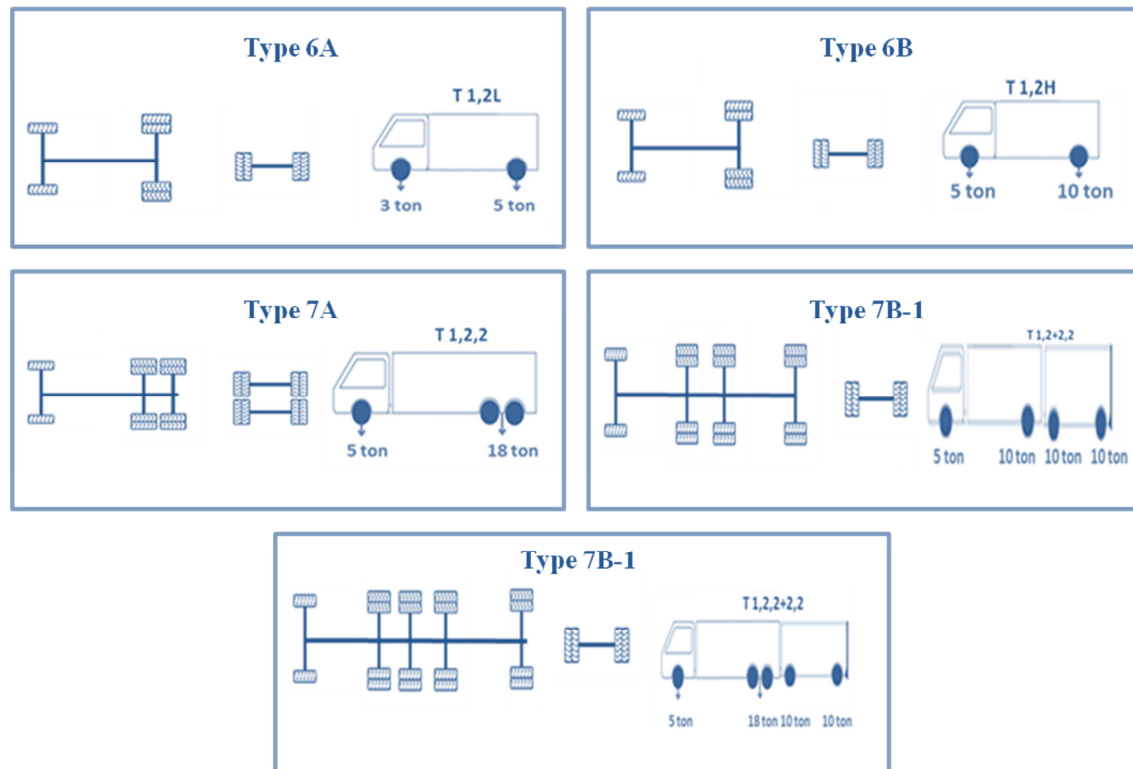 Type 6A
T 1,2L
3 ton 5 ton
Type 6B
T 1,2H
5 ton 10 ton
Type 7A
T 1,2,2
5 ton 18 ton
Type 7B-1
T 1,2+2,2
5 ton 10 ton 10 ton 10 ton
Type 7B-1
T 1,2,2+2,2
5 ton 18 ton 10 ton 10 ton